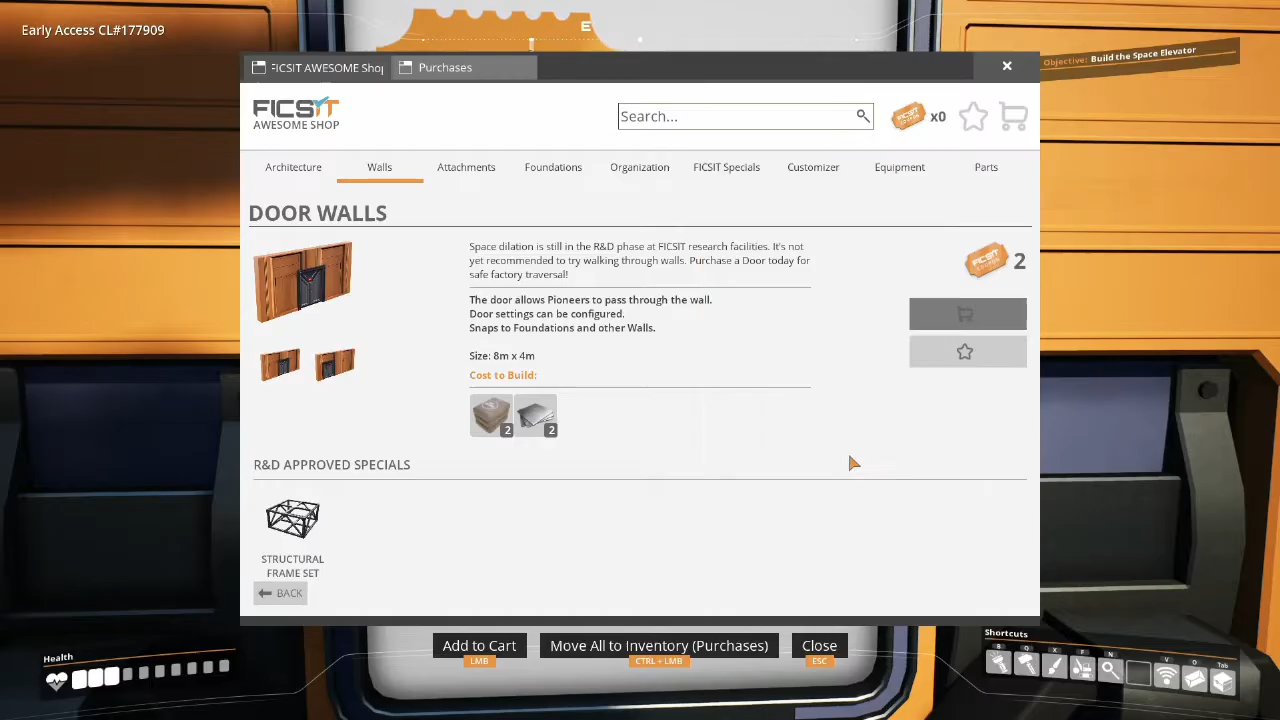 Early Access CL#177909
E
Objective: Build the Space Elevator
FICSIT AWESOME Shop
Purchases
FICSIT
AWESOME SHOP
Search...
x0
Architecture
Walls
Attachments
Foundations
Organization
FICSIT Specials
Customizer
Equipment
Parts
DOOR WALLS
Space dilation is still in the R&D phase at FICSIT research facilities. It's not
yet recommended to try walking through walls. Purchase a Door today for
safe factory traversal!
2
The door allows Pioneers to pass through the wall.
Door settings can be configured.
Snaps to Foundations and other Walls.
Size: 8m x 4m
Cost to Build:
2
2
R&D APPROVED SPECIALS
STRUCTURAL
FRAME SET
BACK
Add to Cart
LMB
Move All to Inventory (Purchases)
CTRL + LMB
Close
ESC
Health
Shortcuts
B
Q
X
F
N
V
O
Tab